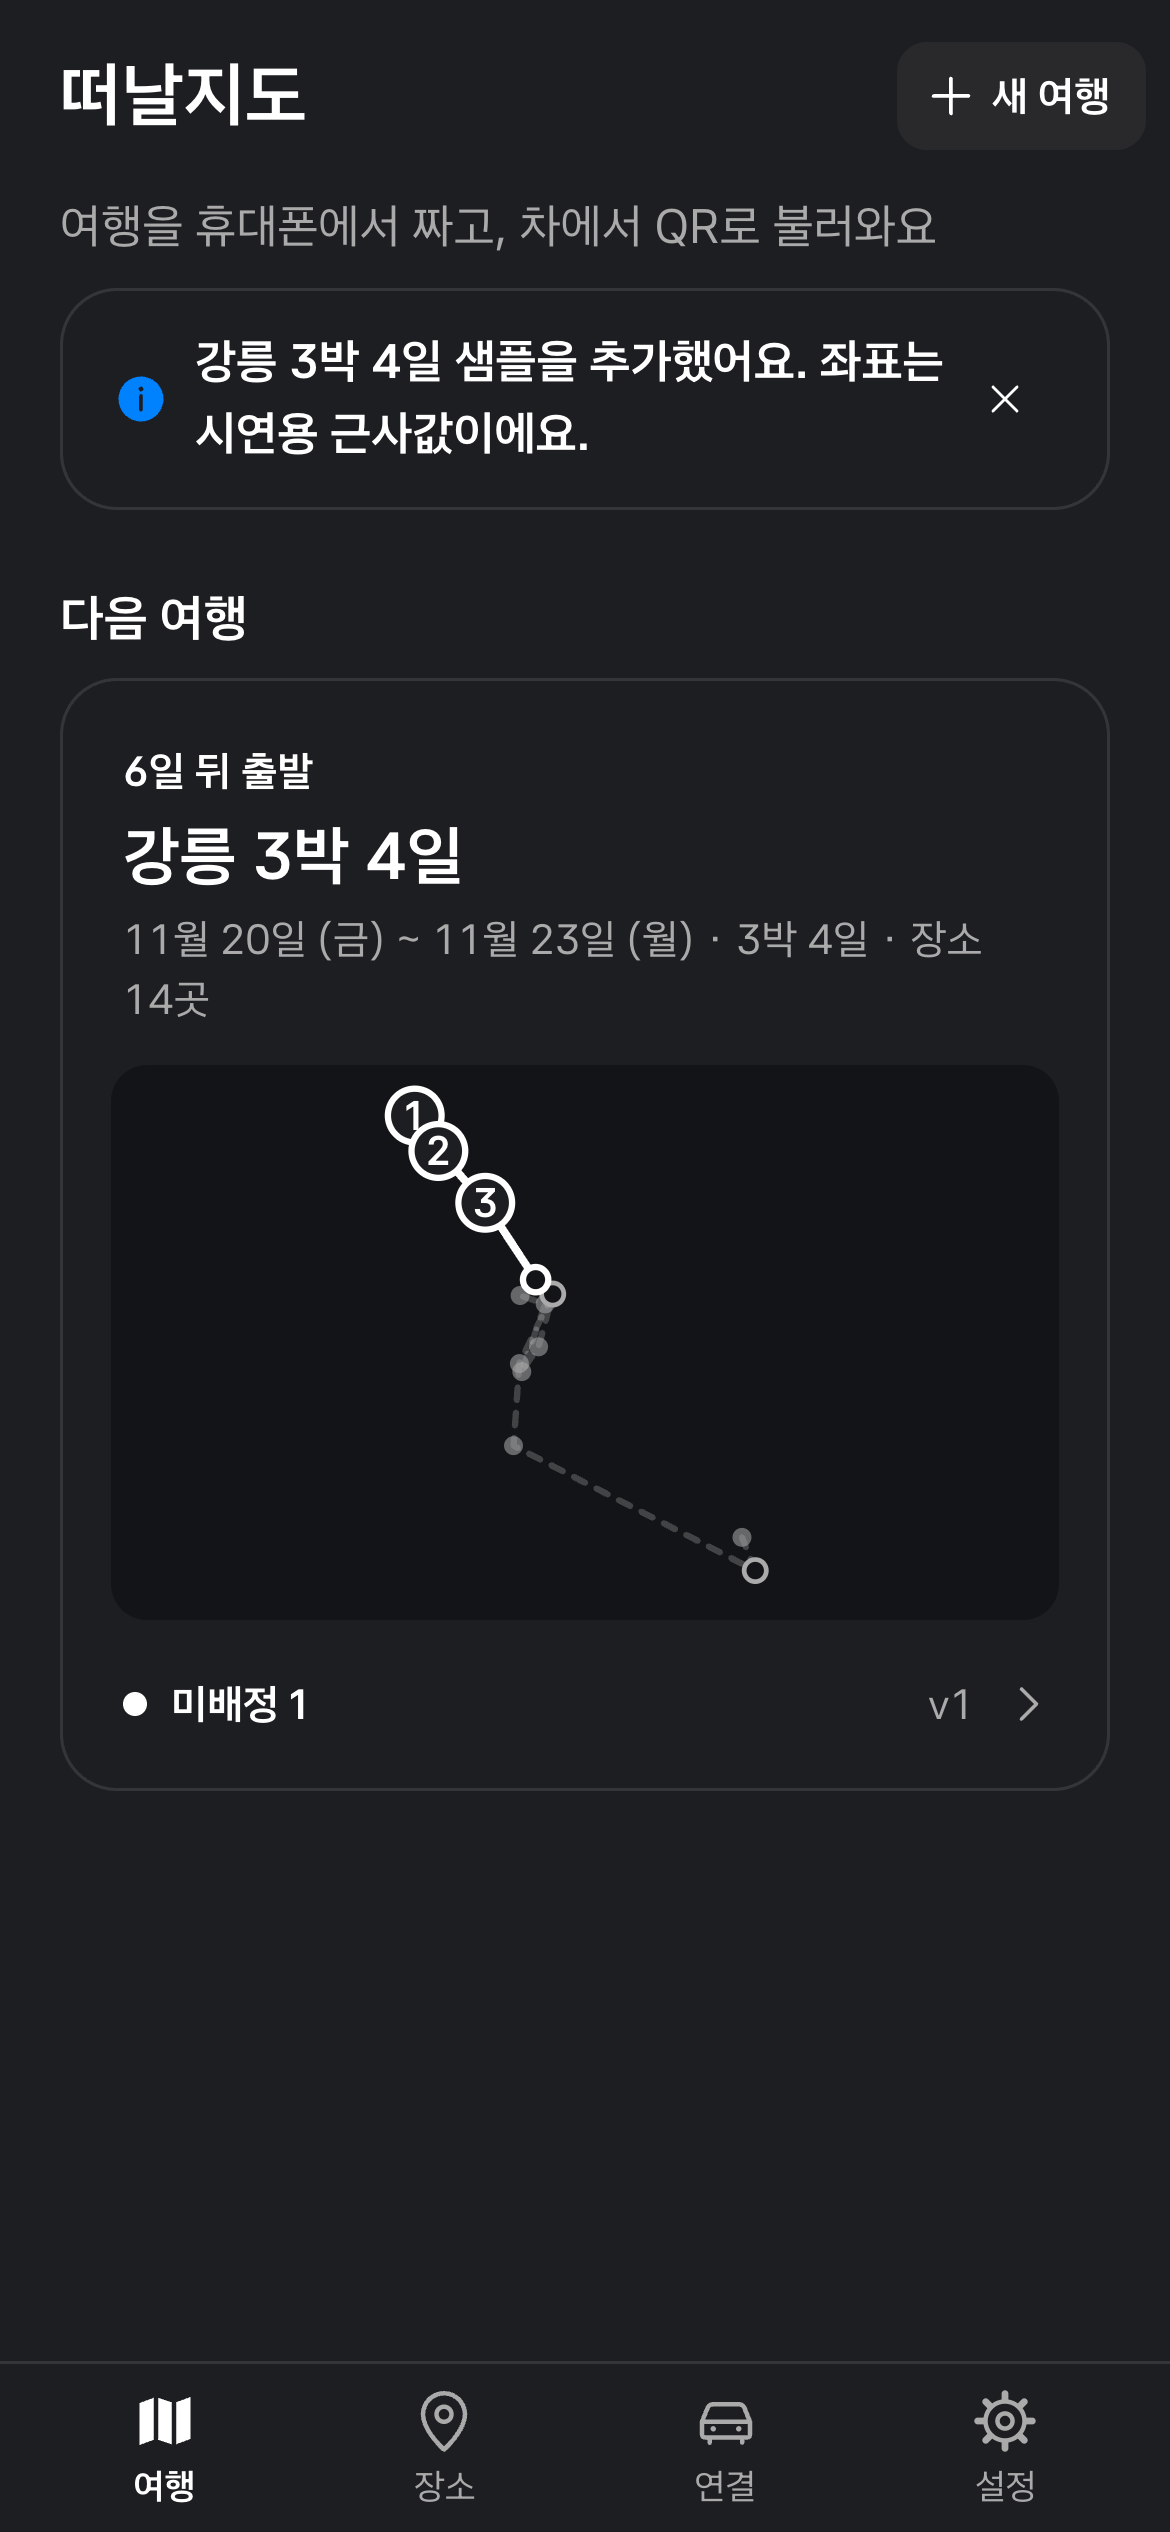 떠날지도
새 여행
여행을 휴대폰에서 짜고, 차에서 QR로 불러와요
강릉 3박 4일 샘플을 추가했어요. 좌표는
시연용 근사값이에요.
다음 여행
6일 뒤 출발
강릉 3박 4일
11월 20일 (금) ~ 11월 23일 (월) · 3박 4일 · 장소
14곳
1
2
3
미배정 1
v1
여행
장소
연결
설정